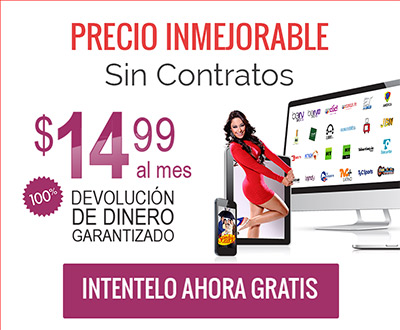 PRECIO INMEJORABLE
Sin Contratos
$14.99
al mes
100%
DEVOLUCIÓN
DE DINERO
GARANTIZADO
INTENTELO AHORA GRATIS